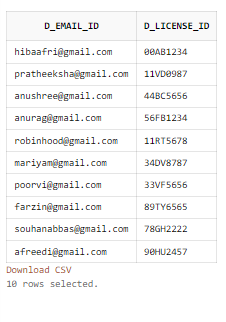 D_EMAIL_ID D_LICENSE_ID
hibaafri@gmail.com 00AB1234
pratheeksha@gmail.com 11VD0987
anushree@gmail.com 44BC5656
anurag@gmail.com 56FB1234
robinhood@gmail.com 11RT5678
mariyam@gmail.com 34DV8787
poorvi@gmail.com 33VF5656
farzin@gmail.com 89TY6565
souhanabbas@gmail.com 78GH2222
afreedi@gmail.com 90HU2457
Download CSV
10 rows selected.